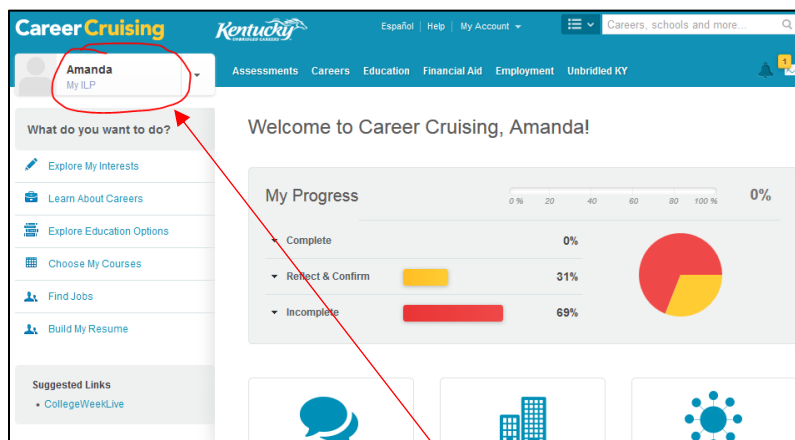 Career Cruising
Kentucky
UNBRIDLED CAREERS
Español | Help | My Account
Careers, schools and more...
Amanda
My ILP
Assessments Careers Education Financial Aid Employment Unbridled KY
1
What do you want to do?
Explore My Interests
Learn About Careers
Explore Education Options
Choose My Courses
Find Jobs
Build My Resume
Suggested Links
• CollegeWeekLive
Welcome to Career Cruising, Amanda!
My Progress
0 % 20 40 60 80 100 % 0%
Complete 0%
Reflect & Confirm 31%
Incomplete 69%